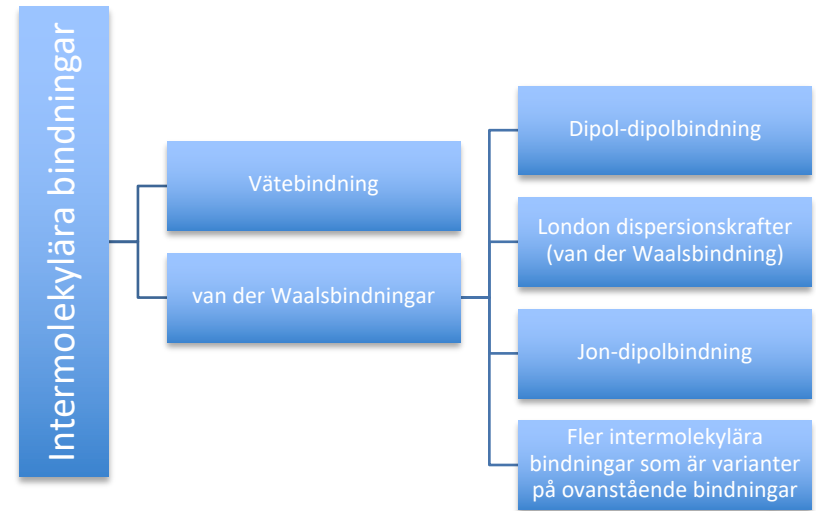 Intermolekylära bindningar
Vätebindning
van der Waalsbindningar
Dipol-dipolbindning
London dispersionskrafter
(van der Waalsbindning)
Jon-dipolbindning
Fler intermolekylära
bindningar som är varianter
på ovanstående bindningar